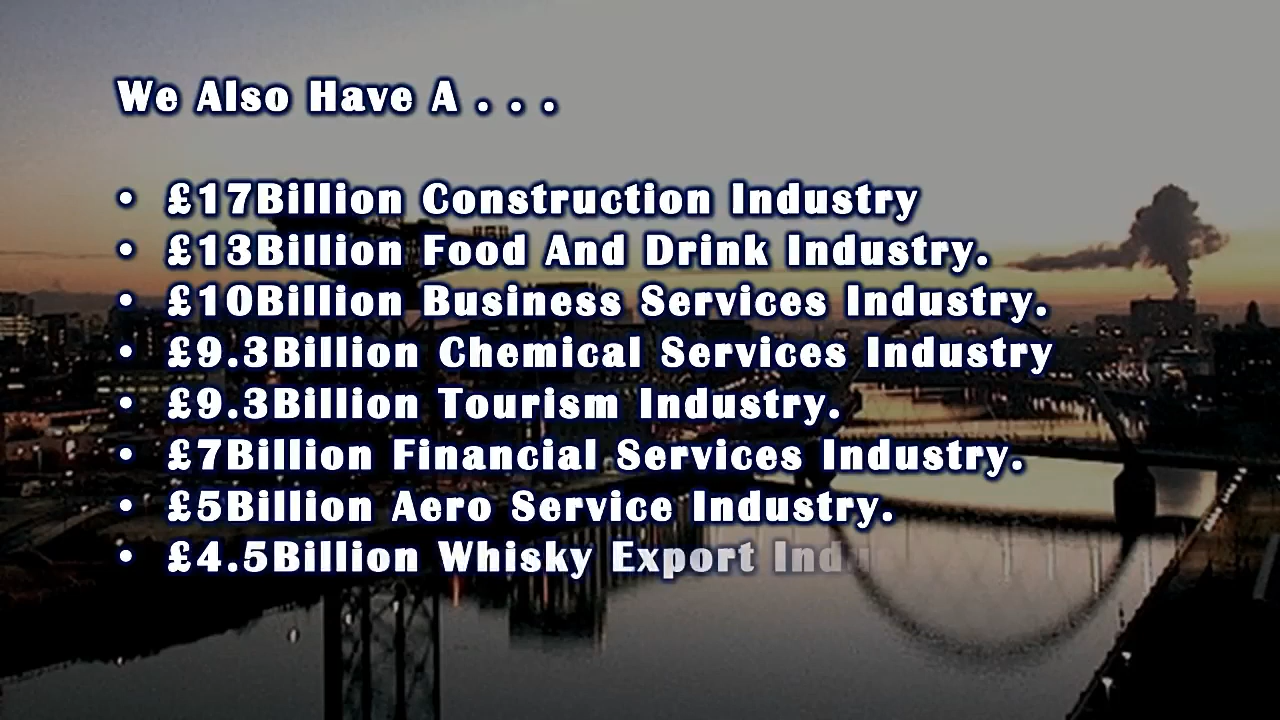 We Also Have A . . .
• £17Billion Construction Industry
• £13Billion Food And Drink Industry.
• £10Billion Business Services Industry.
• £9.3Billion Chemical Services Industry
• £9.3Billion Tourism Industry.
• £7Billion Financial Services Industry.
• £5Billion Aero Service Industry.
• £4.5Billion Whisky Export Indu